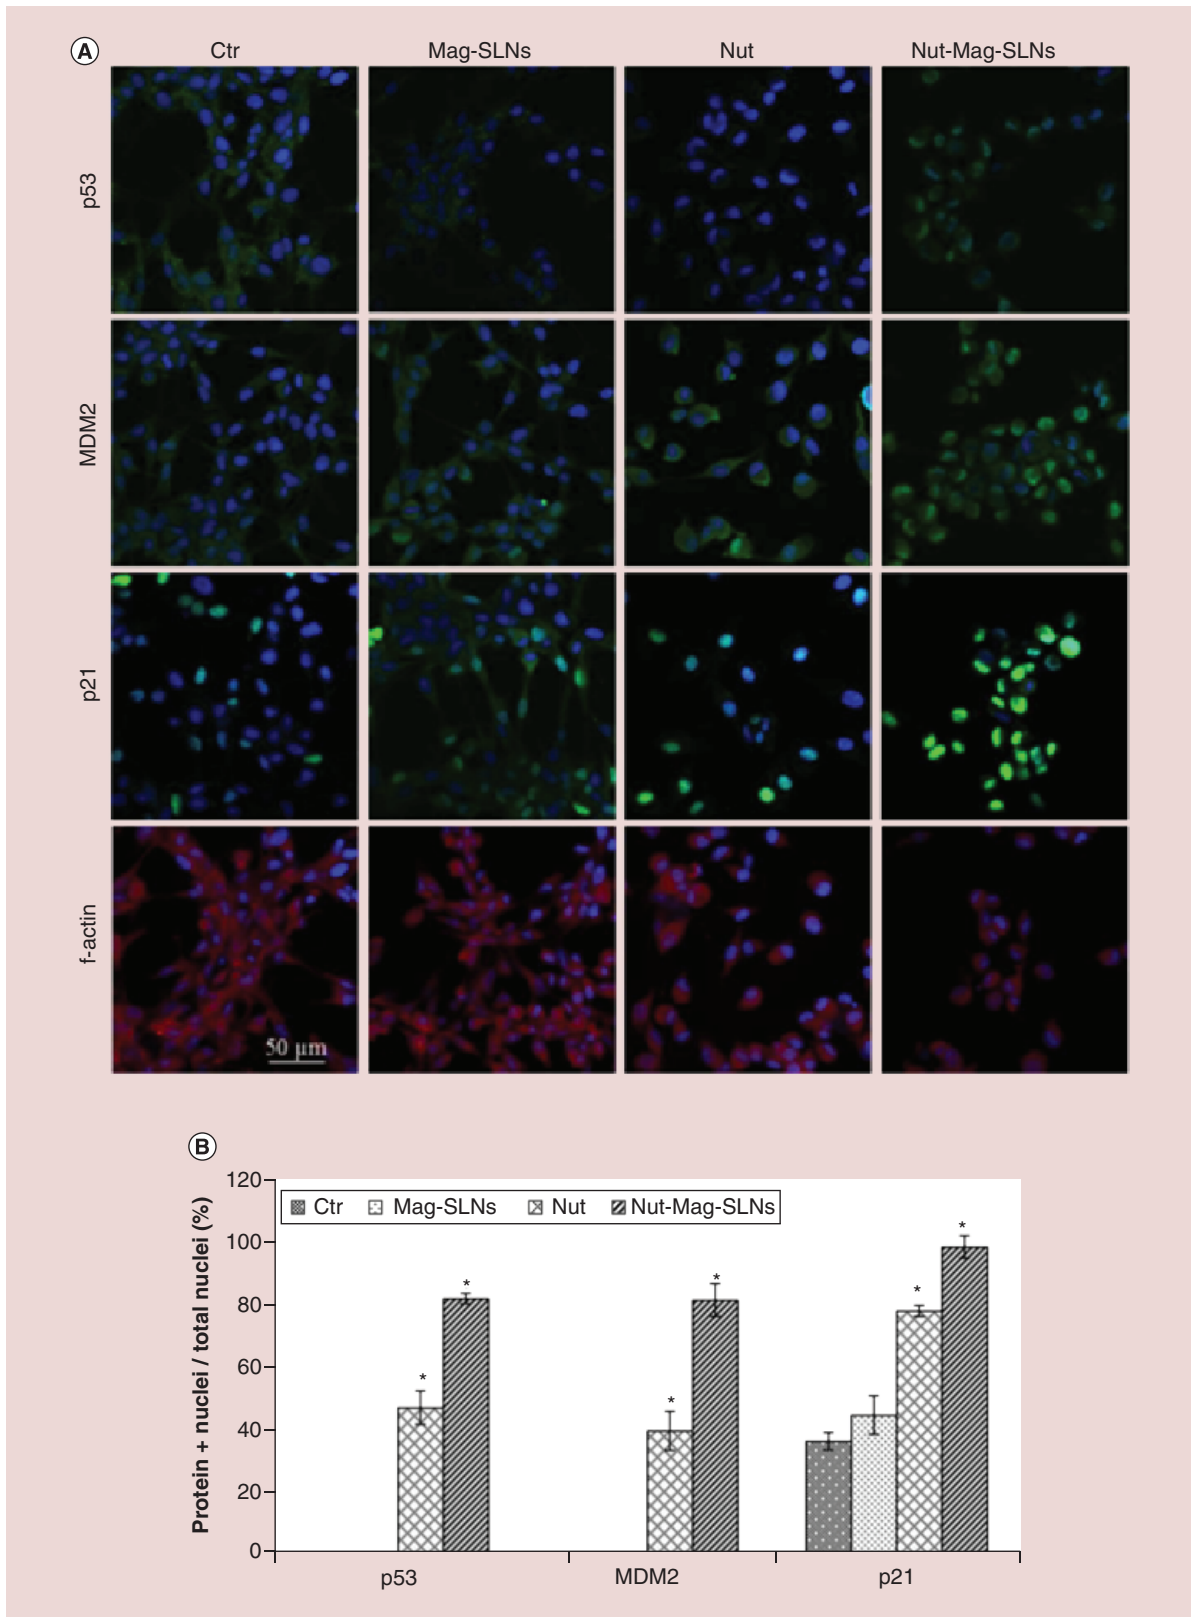 A
Ctr Mag-SLNs Nut Nut-Mag-SLNs
p53
MDM2
p21
f-actin
50 µm
B
Protein + nuclei / total nuclei (%)
120
100
80
60
40
20
0
Ctr Mag-SLNs Nut Nut-Mag-SLNs
* *
* *
* *
p53 MDM2 p21